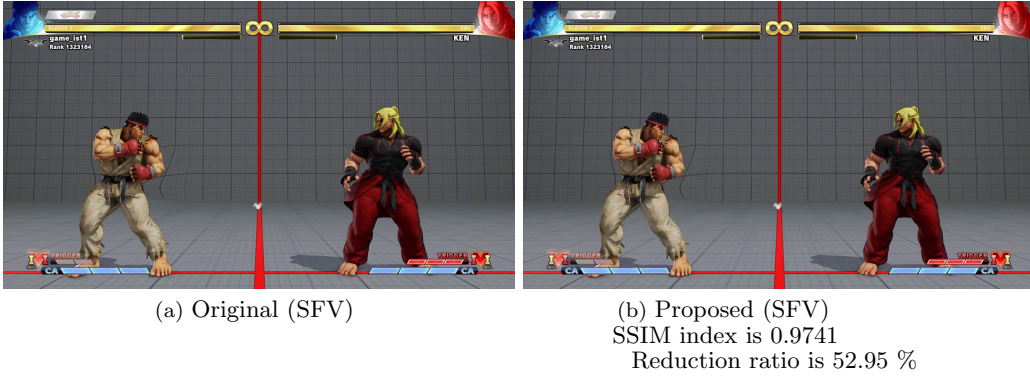 game_ist1
Rank 1323184
KEN
TRIGGER
TRIGGER
CA
CA
game_ist1
Rank 1323184
KEN
TRIGGER
TRIGGER
CA
CA
(a) Original (SFV)
(b) Proposed (SFV)
SSIM index is 0.9741
Reduction ratio is 52.95 %